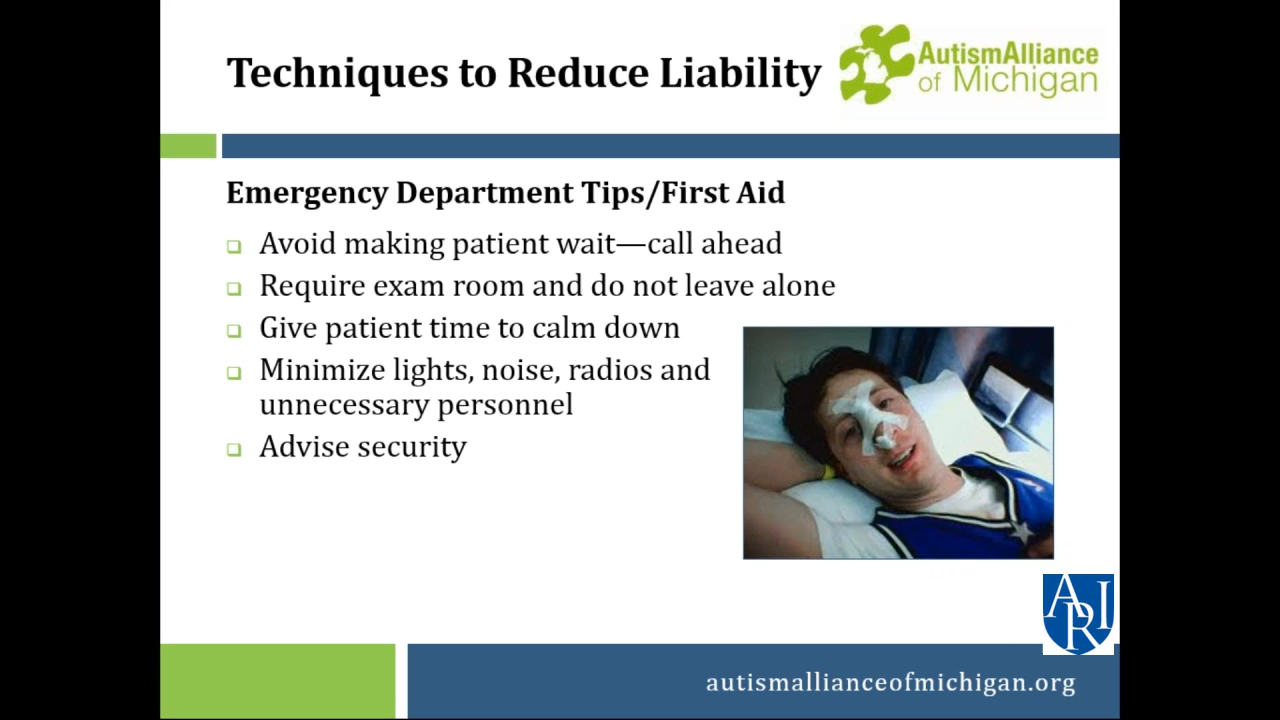 Techniques to Reduce Liability
AutismAlliance
of Michigan
Emergency Department Tips/First Aid
Avoid making patient wait—call ahead
Require exam room and do not leave alone
Give patient time to calm down
Minimize lights, noise, radios and
unnecessary personnel
Advise security
ARI
autismallianceofmichigan.org